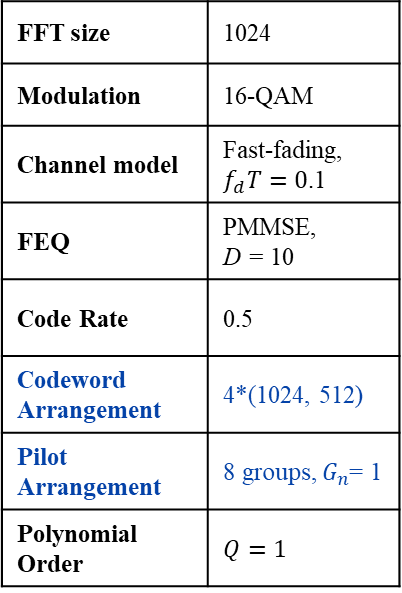 FFT size 1024
Modulation 16-QAM
Channel model Fast-fading,
f_dT = 0.1
FEQ PMMSE,
D = 10
Code Rate 0.5
Codeword Arrangement 4*(1024, 512)
Pilot Arrangement 8 groups, G_n= 1
Polynomial Order Q = 1